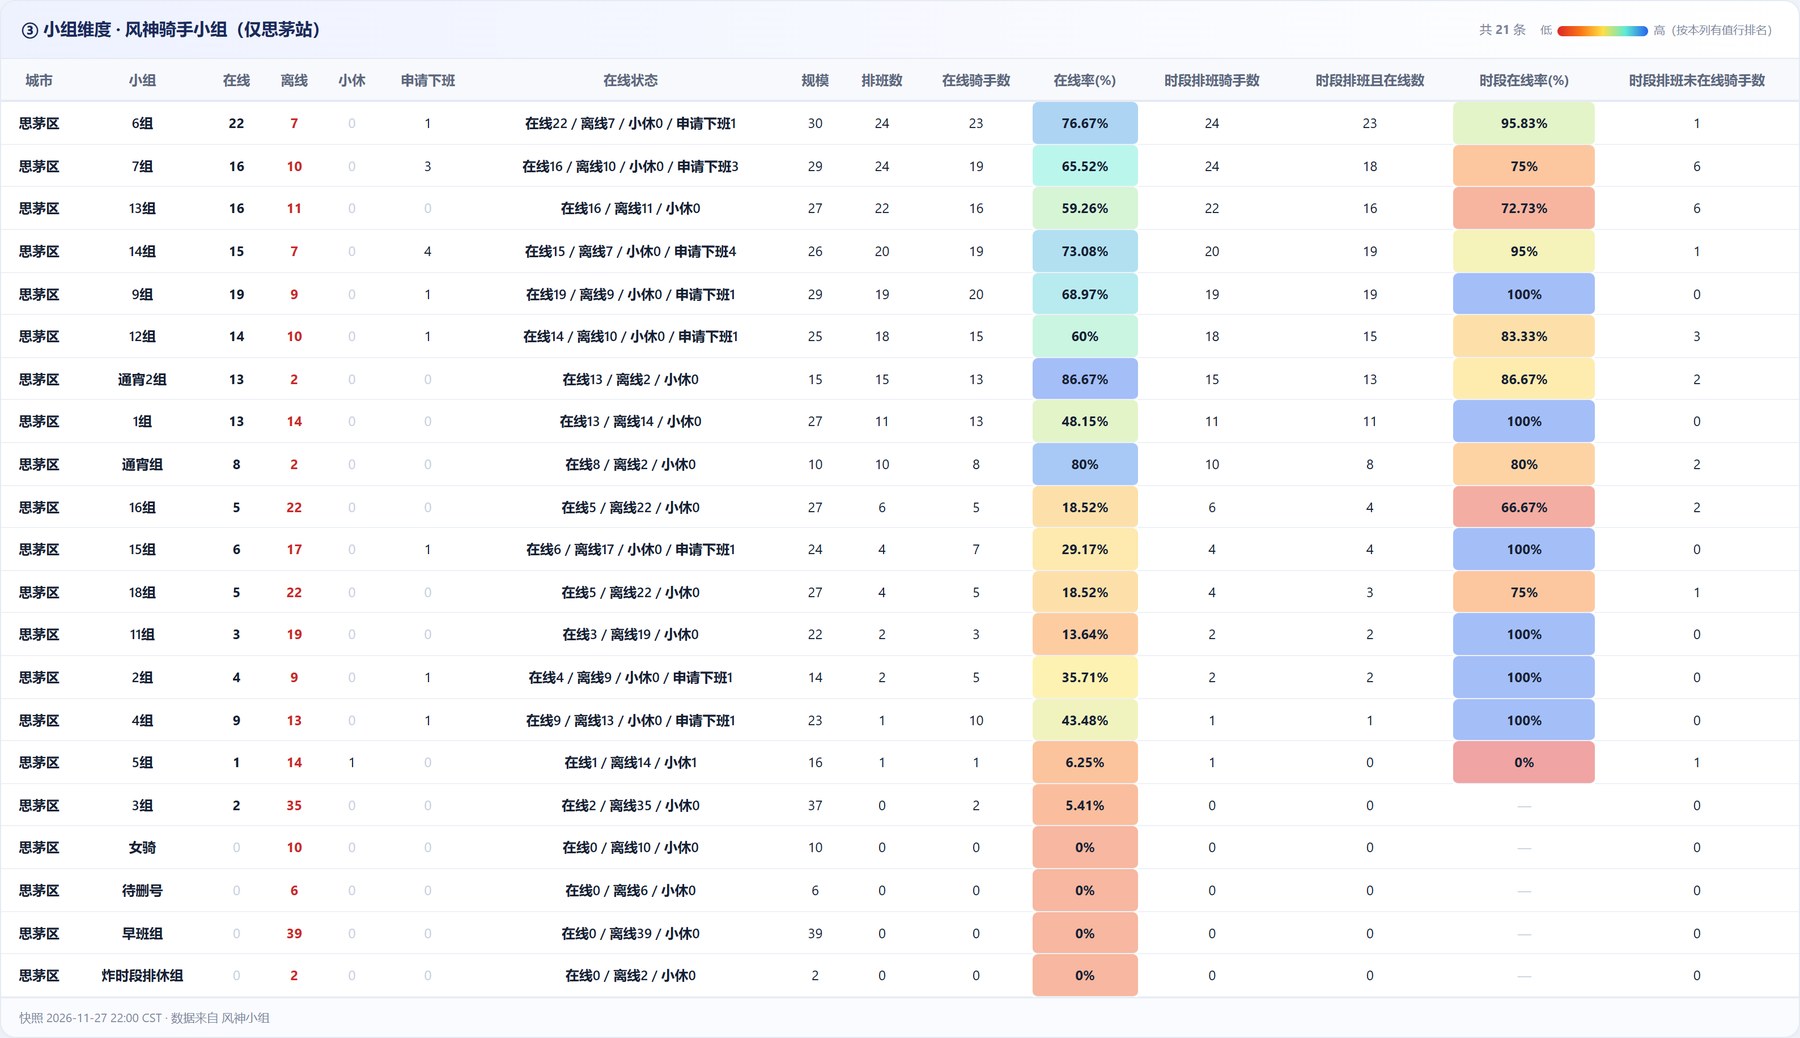 ③ 小组维度 · 风神骑手小组（仅思茅站）
共 21 条 低 高 (按本列有值行排名)
城市 小组 在线 离线 小休 申请下班 在线状态 规模 排班数 在线骑手数 在线率(%) 时段排班骑手数 时段排班且在线数 时段在线率(%) 时段排班未在线骑手数
思茅区 6组 22 7 0 1 在线22 / 离线7 / 小休0 / 申请下班1 30 24 23 76.67% 24 23 95.83% 1
思茅区 7组 16 10 0 3 在线16 / 离线10 / 小休0 / 申请下班3 29 24 19 65.52% 24 18 75% 6
思茅区 13组 16 11 0 0 在线16 / 离线11 / 小休0 27 22 16 59.26% 22 16 72.73% 6
思茅区 14组 15 7 0 4 在线15 / 离线7 / 小休0 / 申请下班4 26 20 19 73.08% 20 19 95% 1
思茅区 9组 19 9 0 1 在线19 / 离线9 / 小休0 / 申请下班1 29 19 20 68.97% 19 19 100% 0
思茅区 12组 14 10 0 1 在线14 / 离线10 / 小休0 / 申请下班1 25 18 15 60% 18 15 83.33% 3
思茅区 通宵2组 13 2 0 0 在线13 / 离线2 / 小休0 15 15 13 86.67% 15 13 86.67% 2
思茅区 1组 13 14 0 0 在线13 / 离线14 / 小休0 27 11 13 48.15% 11 11 100% 0
思茅区 通宵组 8 2 0 0 在线8 / 离线2 / 小休0 10 10 8 80% 10 8 80% 2
思茅区 16组 5 22 0 0 在线5 / 离线22 / 小休0 27 6 5 18.52% 6 4 66.67% 2
思茅区 15组 6 17 0 1 在线6 / 离线17 / 小休0 / 申请下班1 24 4 7 29.17% 4 4 100% 0
思茅区 18组 5 22 0 0 在线5 / 离线22 / 小休0 27 4 5 18.52% 4 3 75% 1
思茅区 11组 3 19 0 0 在线3 / 离线19 / 小休0 22 2 3 13.64% 2 2 100% 0
思茅区 2组 4 9 0 1 在线4 / 离线9 / 小休0 / 申请下班1 14 2 5 35.71% 2 2 100% 0
思茅区 4组 9 13 0 1 在线9 / 离线13 / 小休0 / 申请下班1 23 1 10 43.48% 1 1 100% 0
思茅区 5组 1 14 1 0 在线1 / 离线14 / 小休1 16 1 1 6.25% 1 0 0% 1
思茅区 3组 2 35 0 0 在线2 / 离线35 / 小休0 37 0 2 5.41% 0 0 — 0
思茅区 女骑 0 10 0 0 在线0 / 离线10 / 小休0 10 0 0 0% 0 0 — 0
思茅区 待删号 0 6 0 0 在线0 / 离线6 / 小休0 6 0 0 0% 0 0 — 0
思茅区 早班组 0 39 0 0 在线0 / 离线39 / 小休0 39 0 0 0% 0 0 — 0
思茅区 炸时段排休组 0 2 0 0 在线0 / 离线2 / 小休0 2 0 0 0% 0 0 — 0
快照 2026-11-27 22:00 CST · 数据来自 风神小组